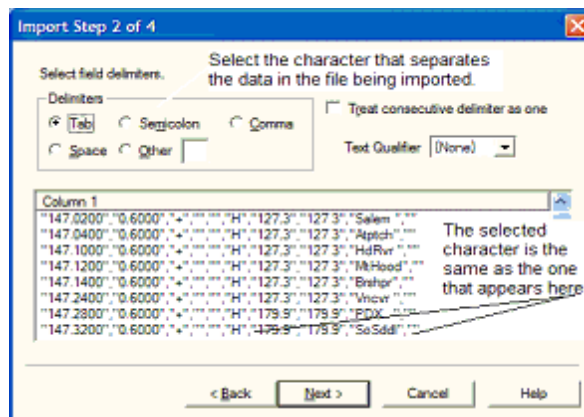 Import Step 2 of 4
Select the character that separates
the data in the file being imported.
Select field delimiters.
Delimiters
Tab Semicolon Comma
Space Other
Treat consecutive delimiter as one
Text Qualifier (None)
Column 1
"147.0200","0.6000","+","","","H","127.3","127.3","Salem ",""
"147.0400","0.6000","+","","","H","127.3","127.3","Atptch",""
"147.1000","0.6000","+","","","H","127.3","127.3","HdRvr ",""
"147.1200","0.6000","+","","","H","127.3","127.3","MtHood",""
"147.1400","0.6000","+","","","H","127.3","127.3","Bmhpr",""
"147.2400","0.6000","+","","","H","127.3","127.3","Vncvr ",""
"147.2800","0.6000","+","","","H","179.9","179.9","PDX ",""
"147.3200","0.6000","+","","","H","179.9","179.9","SoSddl",""
The selected
character is the
same as the one
that appears here
< Back Next > Cancel Help